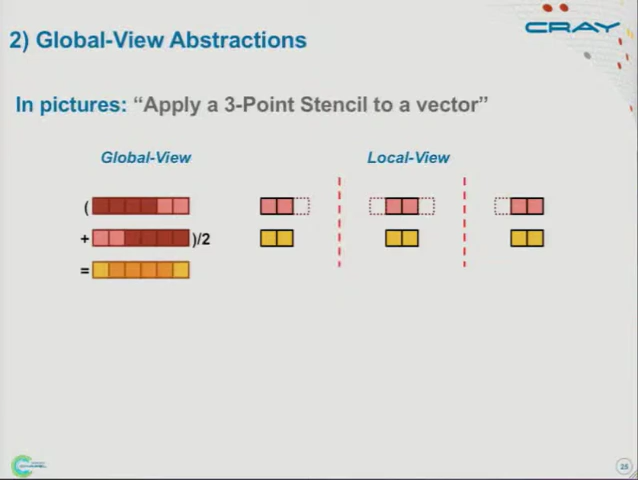 CRAY
2) Global-View Abstractions
In pictures: “Apply a 3-Point Stencil to a vector”
Global-View
Local-View
(
+ )/2
=
CHAPEL
25